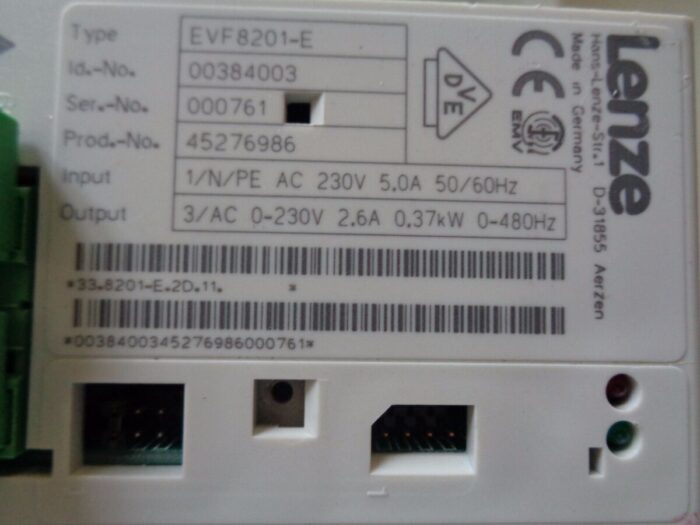 Type EVF8201-E
Id.-No. 00384003
Ser.-No. 000761
Prod.-No. 45276986
Input 1/N/PE AC 230V 5.0A 50/60Hz
Output 3/AC 0-230V 2.6A 0.37kW 0-480Hz
*33.8201-E.2D.11. *
*0038400345276986000761*
VDE
CE
EMV
Lenze
Hans-Lenze-Str.1 D-31855 Aerzen
Made in Germany